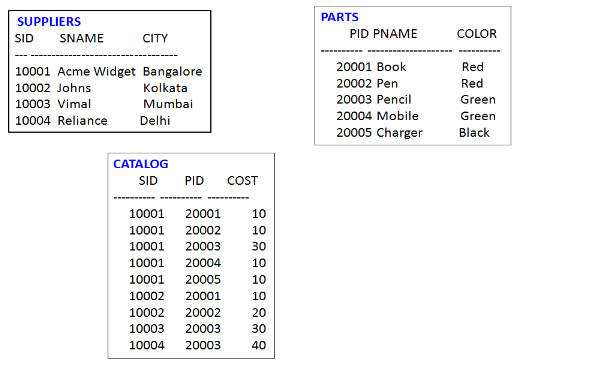 SUPPLIERS
SID SNAME CITY
--- ----------------------------------
10001 Acme Widget Bangalore
10002 Johns Kolkata
10003 Vimal Mumbai
10004 Reliance Delhi
PARTS
PID PNAME COLOR
---------- -------------------- ----------
20001 Book Red
20002 Pen Red
20003 Pencil Green
20004 Mobile Green
20005 Charger Black
CATALOG
SID PID COST
---------- ---------- ----------
10001 20001 10
10001 20002 10
10001 20003 30
10001 20004 10
10001 20005 10
10002 20001 10
10002 20002 20
10003 20003 30
10004 20003 40